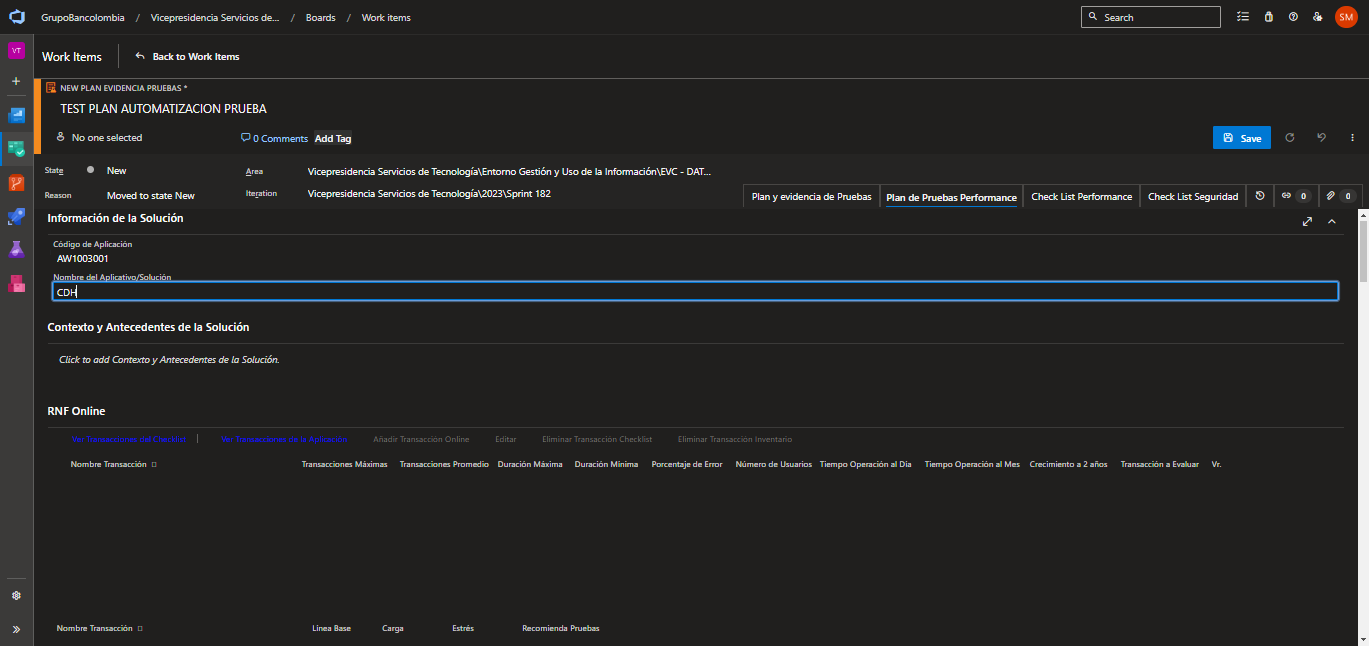 GrupoBancolombia / Vicepresidencia Servicios de... / Boards / Work items
Search
SM
VT
Work Items
Back to Work Items
NEW PLAN EVIDENCIA PRUEBAS *
TEST PLAN AUTOMATIZACION PRUEBA
No one selected
0 Comments
Add Tag
Save
State
New
Area
Vicepresidencia Servicios de Tecnología\Entorno Gestión y Uso de la Información\EVC - DAT...
Reason
Moved to state New
Iteration
Vicepresidencia Servicios de Tecnología\2023\Sprint 182
Plan y evidencia de Pruebas
Plan de Pruebas Performance
Check List Performance
Check List Seguridad
0
0
Información de la Solución
Código de Aplicación
AW1003001
Nombre del Aplicativo/Solución
CDH
Contexto y Antecedentes de la Solución
Click to add Contexto y Antecedentes de la Solución.
RNF Online
Ver Transacciones del Checklist | Ver Transacciones de la Aplicación
Añadir Transacción Online
Editar
Eliminar Transacción Checklist
Eliminar Transacción Inventario
Nombre Transacción
Transacciones Máximas
Transacciones Promedio
Duración Máxima
Duración Mínima
Porcentaje de Error
Número de Usuarios
Tiempo Operación al Día
Tiempo Operación al Mes
Crecimiento a 2 años
Transacción a Evaluar
Vr.
Nombre Transacción
Línea Base
Carga
Estrés
Recomienda Pruebas